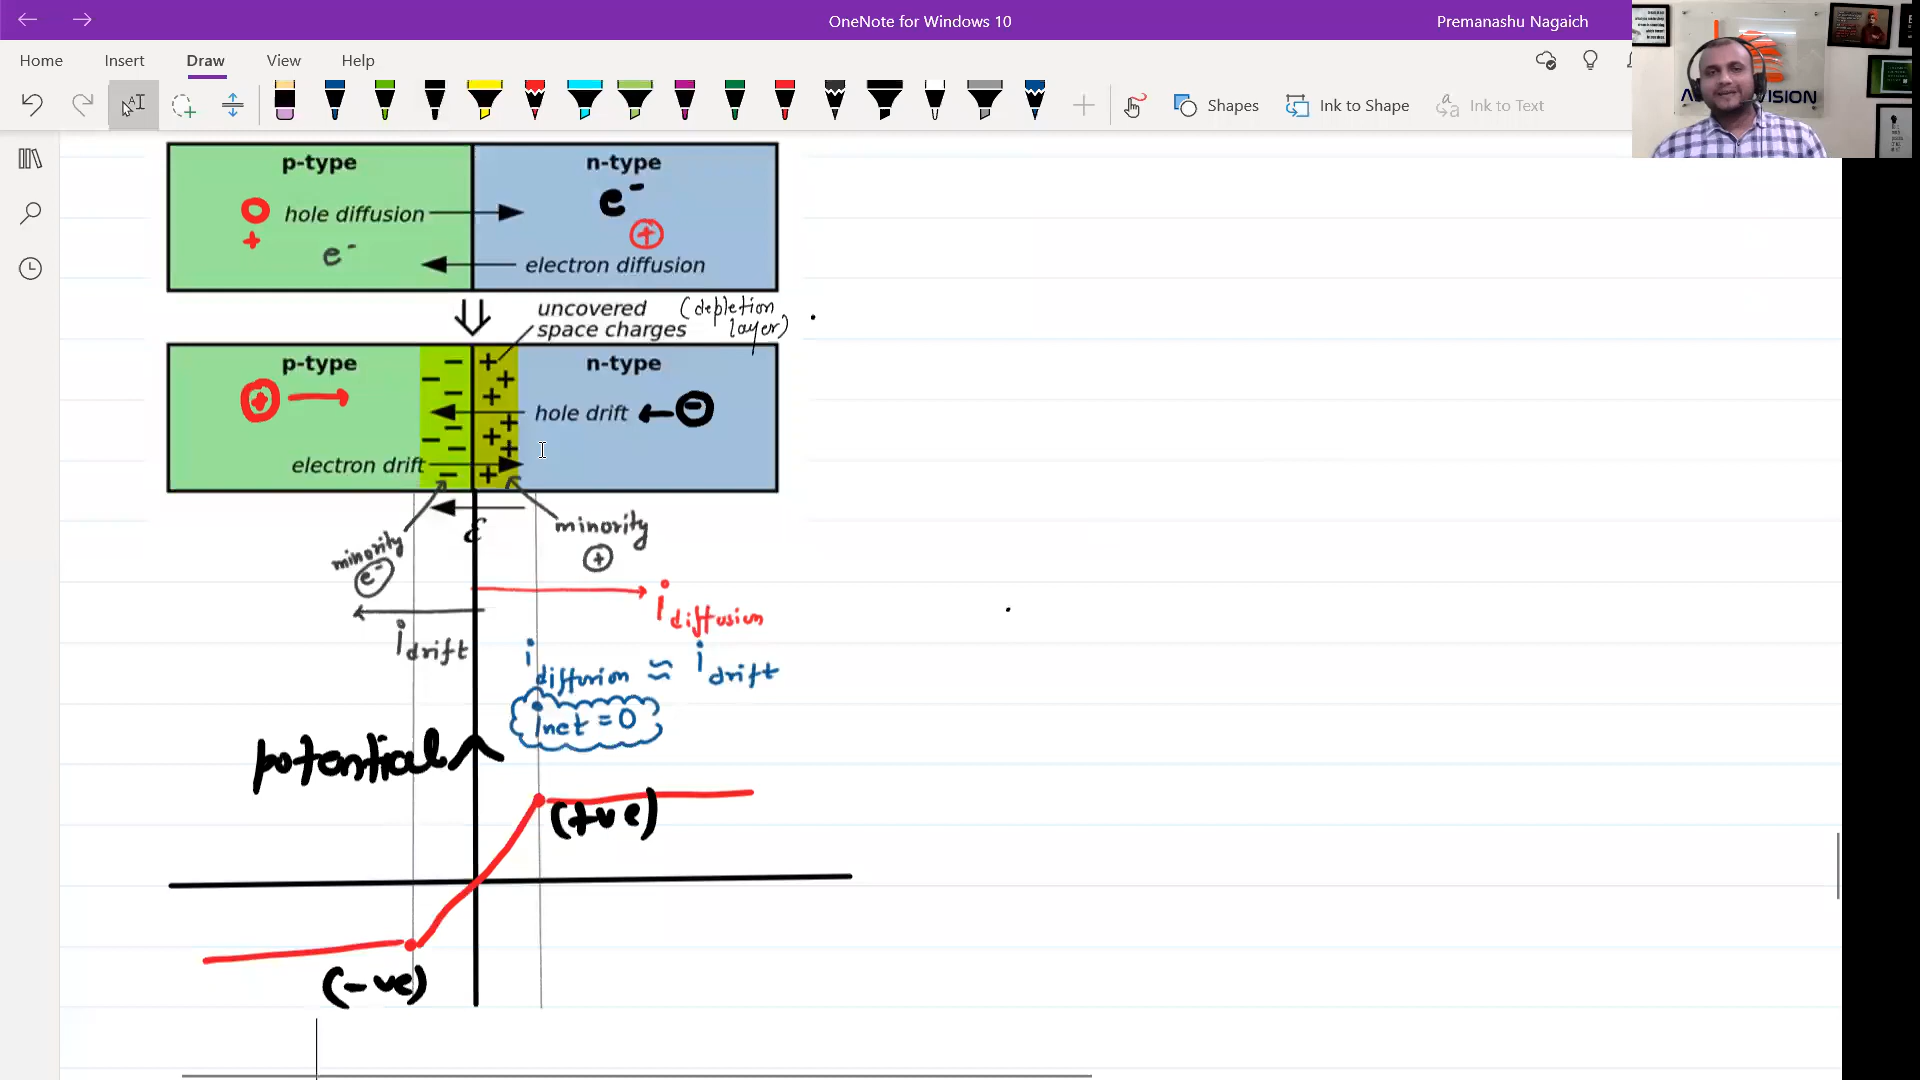 OneNote for Windows 10
Premanashu Nagaich
Home Insert Draw View Help
Shapes Ink to Shape Ink to Text
VISION
p-type n-type
hole diffusion e-
+ +
e- electron diffusion
uncovered (depletion
space charges layer)
p-type n-type
+ hole drift -
electron drift
ℰ
minority minority
e- +
i diffusion
i drift
i diffusion ≈ i drift
i net = 0
potential
(+ve)
(-ve)